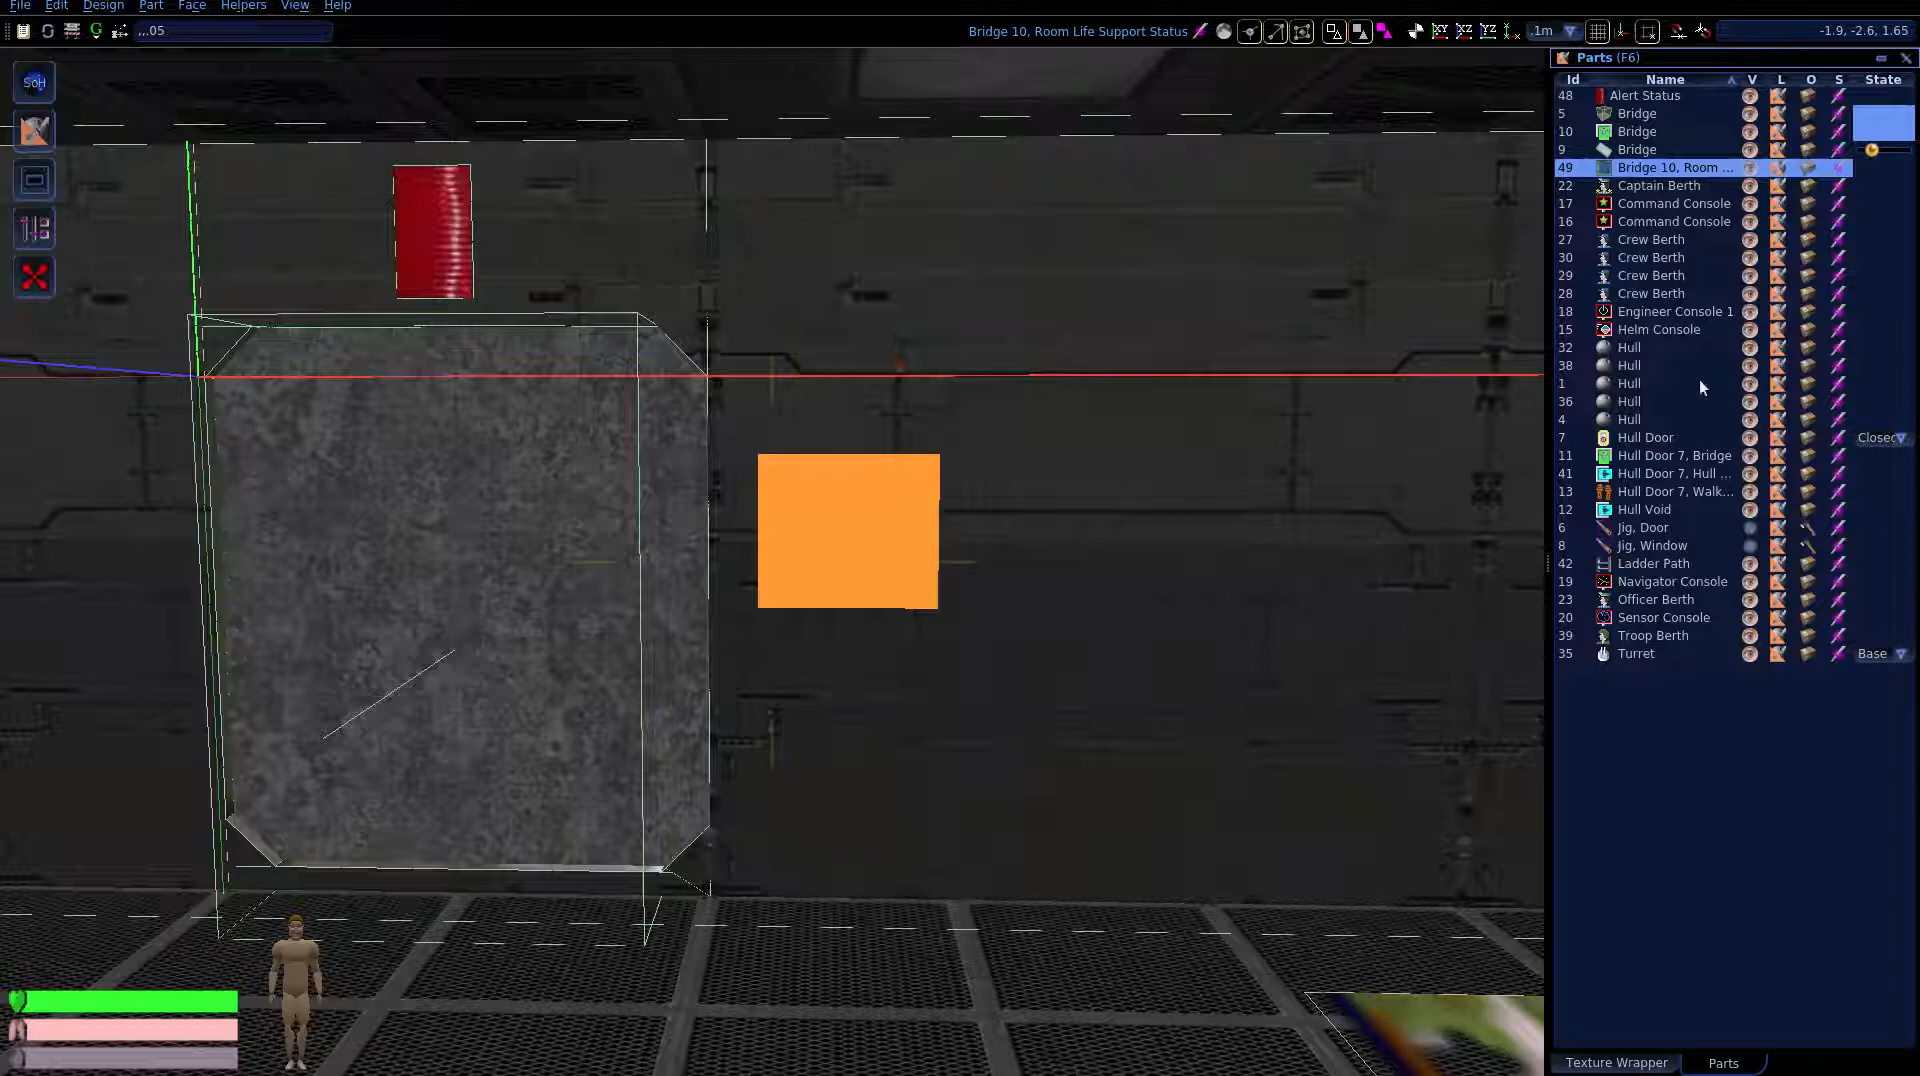 File Edit Design Part Face Selections View Help
,,,05
Bridge 10, Room Life Support Status
XY XZ YZ
.1m
-1.9, -2.6, 1.65
SoH
Parts (F6)
Id Name V L O S State
48 Alert Status
5 Bridge
10 Bridge
9 Bridge
49 Bridge 10, Room ...
22 Captain Berth
17 Command Console
16 Command Console
27 Crew Berth
30 Crew Berth
29 Crew Berth
28 Crew Berth
18 Engineer Console 1
15 Helm Console
32 Hull
38 Hull
1 Hull
36 Hull
4 Hull
7 Hull Door Closed
11 Hull Door 7, Bridge
41 Hull Door 7, Hull ...
13 Hull Door 7, Walk...
12 Hull Void
6 Jig, Door
8 Jig, Window
42 Ladder Path
19 Navigator Console
23 Officer Berth
20 Sensor Console
39 Troop Berth
35 Turret Base
Texture Wrapper Parts